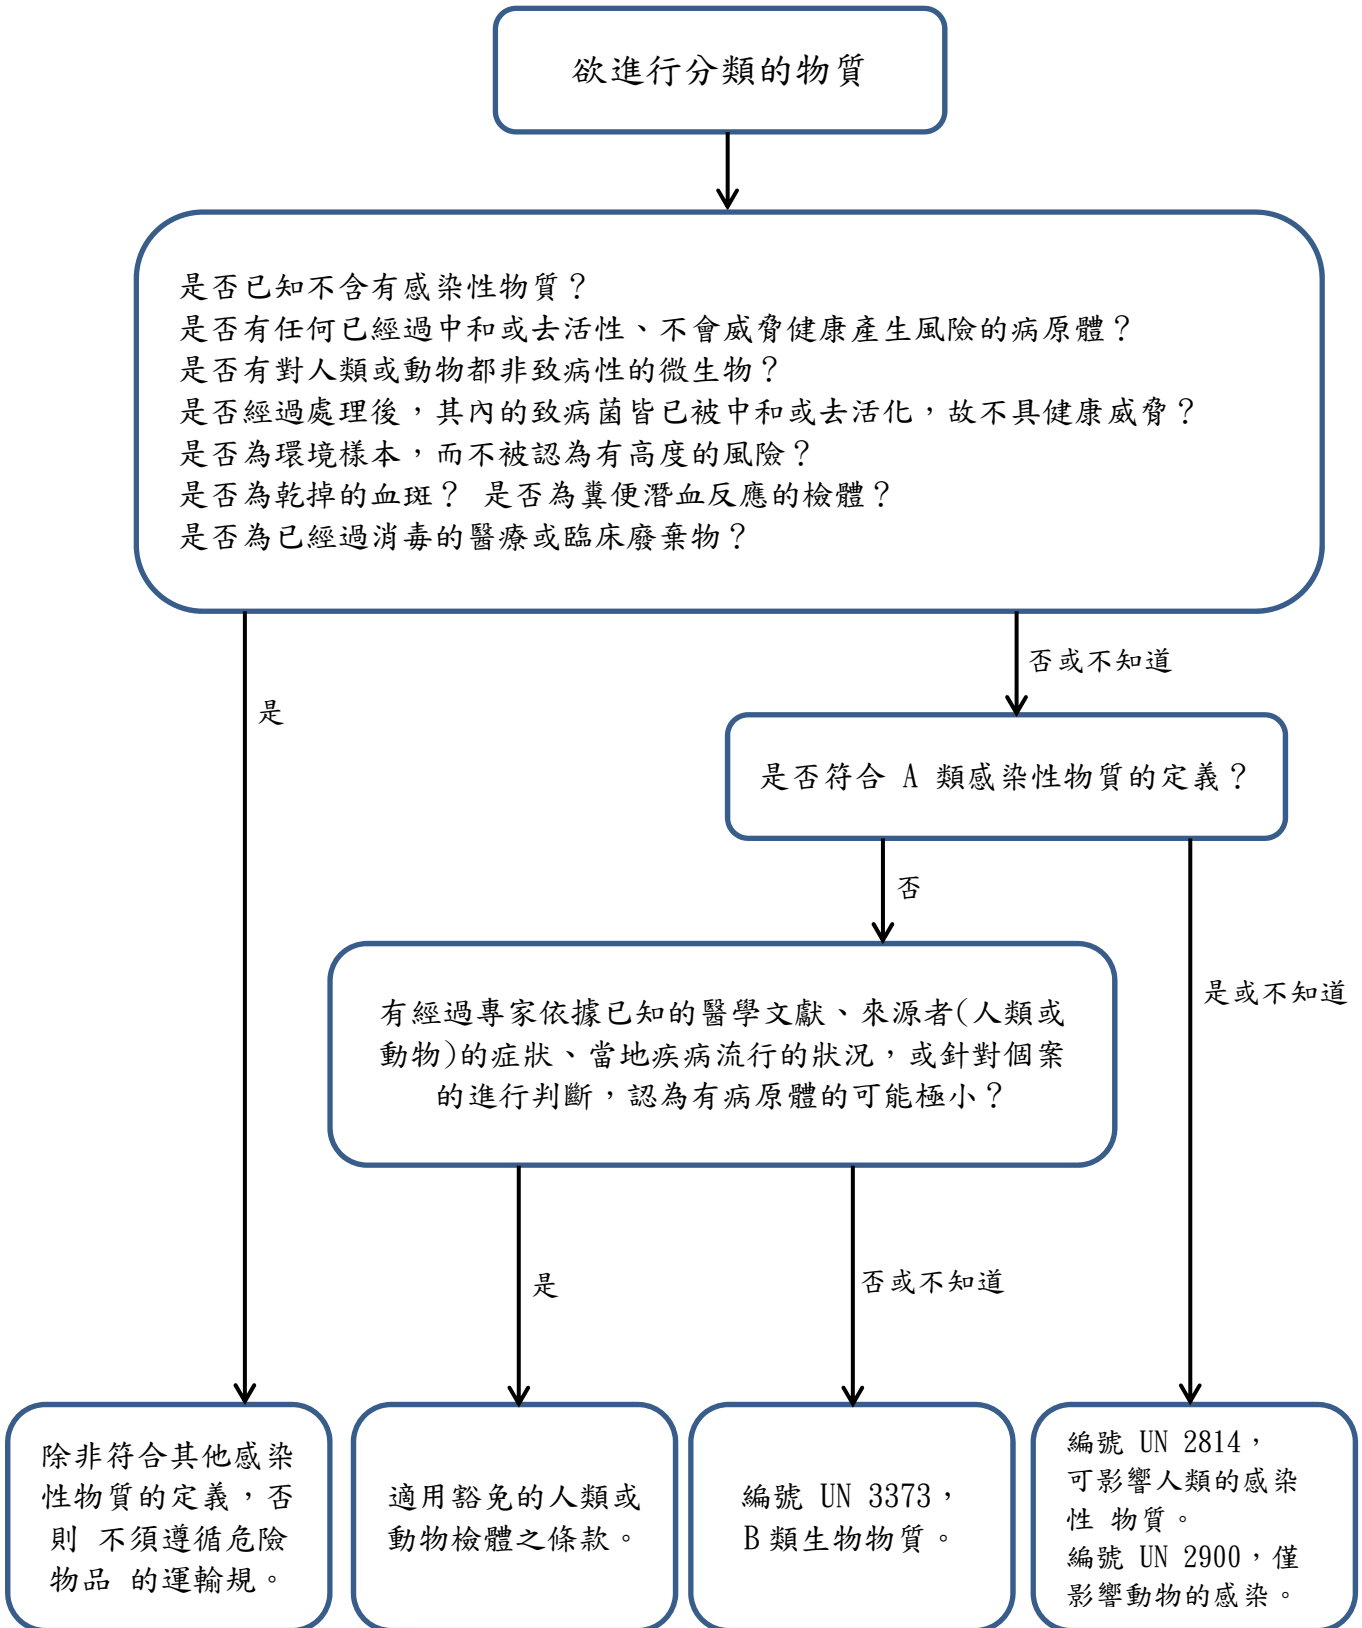 欲進行分類的物質
是否已知不含有感染性物質？
是否有任何已經過中和或去活性、不會威脅健康產生風險的病原體？
是否有對人類或動物都非致病性的微生物？
是否經過處理後，其內的致病菌皆已被中和或去活化，故不具健康威脅？
是否為環境樣本，而不被認為有高度的風險？
是否為乾掉的血斑？ 是否為糞便潛血反應的檢體？
是否為已經過消毒的醫療或臨床廢棄物？
否或不知道
是
是否符合 A 類感染性物質的定義？
否
是或不知道
有經過專家依據已知的醫學文獻、來源者(人類或
動物)的症狀、當地疾病流行的狀況，或針對個案
的進行判斷，認為有病原體的可能極小？
是
否或不知道
除非符合其他感染
性物質的定義，否
則 不須遵循危險
物品 的運輸規。
適用豁免的人類或
動物檢體之條款。
編號 UN 3373，
B 類生物物質。
編號 UN 2814，
可影響人類的感染
性 物質。
編號 UN 2900，僅
影響動物的感染。